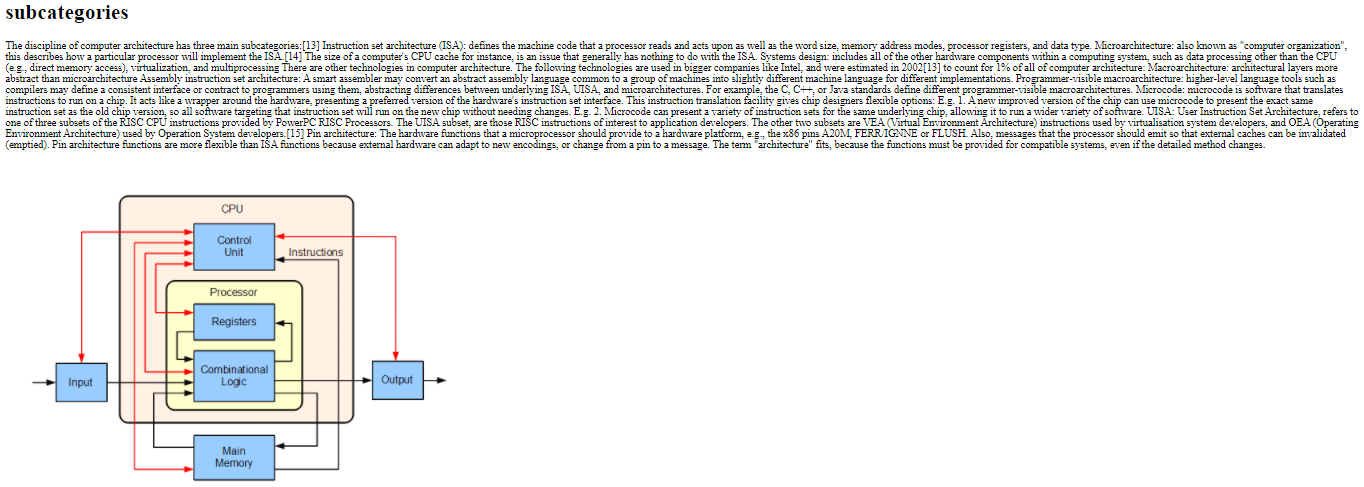 subcategories
The discipline of computer architecture has three main subcategories:[13] Instruction set architecture (ISA): defines the machine code that a processor reads and acts upon as well as the word size, memory address modes, processor registers, and data type. Microarchitecture: also known as "computer organization",
this describes how a particular processor will implement the ISA.[14] The size of a computer's CPU cache for instance, is an issue that generally has nothing to do with the ISA. Systems design: includes all of the other hardware components within a computing system, such as data processing other than the CPU
(e.g., direct memory access), virtualization, and multiprocessing There are other technologies in computer architecture. The following technologies are used in bigger companies like Intel, and were estimated in 2002[13] to count for 1% of all of computer architecture: Macroarchitecture: architectural layers more
abstract than microarchitecture Assembly instruction set architecture: A smart assembler may convert an abstract assembly language common to a group of machines into slightly different machine language for different implementations. Programmer-visible macroarchitecture: higher-level language tools such as
compilers may define a consistent interface or contract to programmers using them, abstracting differences between underlying ISA, UISA, and microarchitectures. For example, the C, C++, or Java standards define different programmer-visible macroarchitectures. Microcode: microcode is software that translates
instructions to run on a chip. It acts like a wrapper around the hardware, presenting a preferred version of the hardware's instruction set interface. This instruction translation facility gives chip designers flexible options: E.g. 1. A new improved version of the chip can use microcode to present the exact same
instruction set as the old chip version, so all software targeting that instruction set will run on the new chip without needing changes. E.g. 2. Microcode can present a variety of instruction sets for the same underlying chip, allowing it to run a wider variety of software. UISA: User Instruction Set Architecture, refers to
one of three subsets of the RISC CPU instructions provided by PowerPC RISC Processors. The UISA subset, are those RISC instructions of interest to application developers. The other two subsets are VEA (Virtual Environment Architecture) instructions used by virtualisation system developers, and OEA (Operating
Environment Architecture) used by Operation System developers.[15] Pin architecture: The hardware functions that a microprocessor should provide to a hardware platform, e.g., the x86 pins A20M, FERR/IGNNE or FLUSH. Also, messages that the processor should emit so that external caches can be invalidated
(emptied). Pin architecture functions are more flexible than ISA functions because external hardware can adapt to new encodings, or change from a pin to a message. The term "architecture" fits, because the functions must be provided for compatible systems, even if the detailed method changes.
CPU
Control
Unit
Instructions
Processor
Registers
Combinational
Logic
Input
Output
Main
Memory